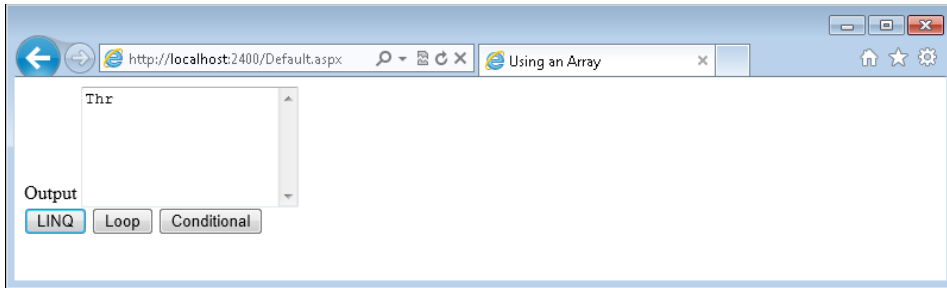 http://localhost:2400/Default.aspx
Using an Array
Thr
Output
LINQ Loop Conditional